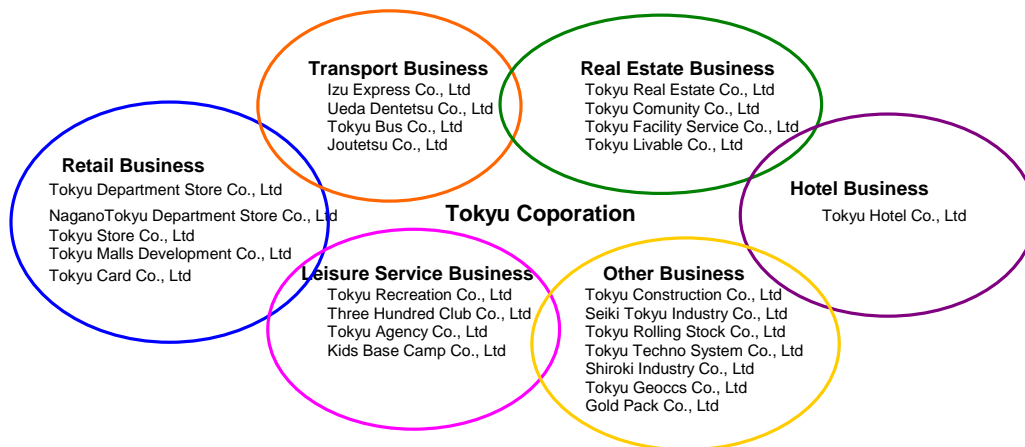 Transport Business
Izu Express Co., Ltd
Ueda Dentetsu Co., Ltd
Tokyu Bus Co., Ltd
Joutetsu Co., Ltd
Real Estate Business
Tokyu Real Estate Co., Ltd
Tokyu Comunity Co., Ltd
Tokyu Facility Service Co., Ltd
Tokyu Livable Co., Ltd
Retail Business
Tokyu Department Store Co., Ltd
NaganoTokyu Department Store Co., Ltd
Tokyu Store Co., Ltd
Tokyu Malls Development Co., Ltd
Tokyu Card Co., Ltd
Tokyu Coporation
Hotel Business
Tokyu Hotel Co., Ltd
Leisure Service Business
Tokyu Recreation Co., Ltd
Three Hundred Club Co., Ltd
Tokyu Agency Co., Ltd
Kids Base Camp Co., Ltd
Other Business
Tokyu Construction Co., Ltd
Seiki Tokyu Industry Co., Ltd
Tokyu Rolling Stock Co., Ltd
Tokyu Techno System Co., Ltd
Shiroki Industry Co., Ltd
Tokyu Geoccs Co., Ltd
Gold Pack Co., Ltd